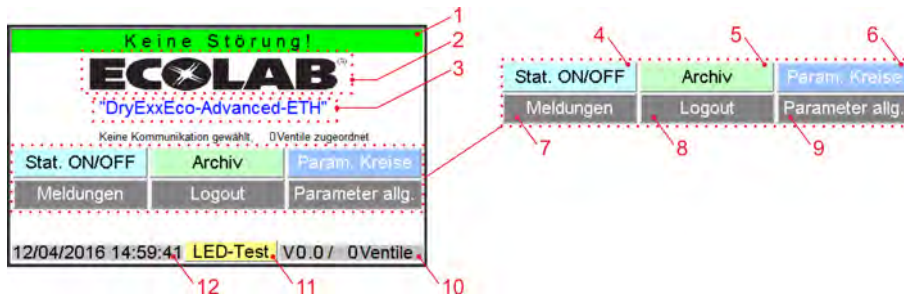 Keine Störung!
1
2
3
ECOLAB®
"DryExxEco-Advanced-ETH"
Keine Kommunikation gewählt, 0Ventile zugeordnet
Stat. ON/OFF Archiv Param. Kreise
Meldungen Logout Parameter allg.
12/04/2016 14:59:41 LED-Test V0.0/ 0Ventile
12 11 10
4 5 6
Stat. ON/OFF Archiv Param. Kreise
Meldungen Logout Parameter allg.
7 8 9